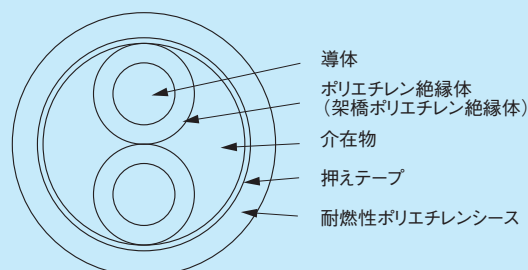 導体
ポリエチレン絶縁体
（架橋ポリエチレン絶縁体）
介在物
押えテープ
耐燃性ポリエチレンシース